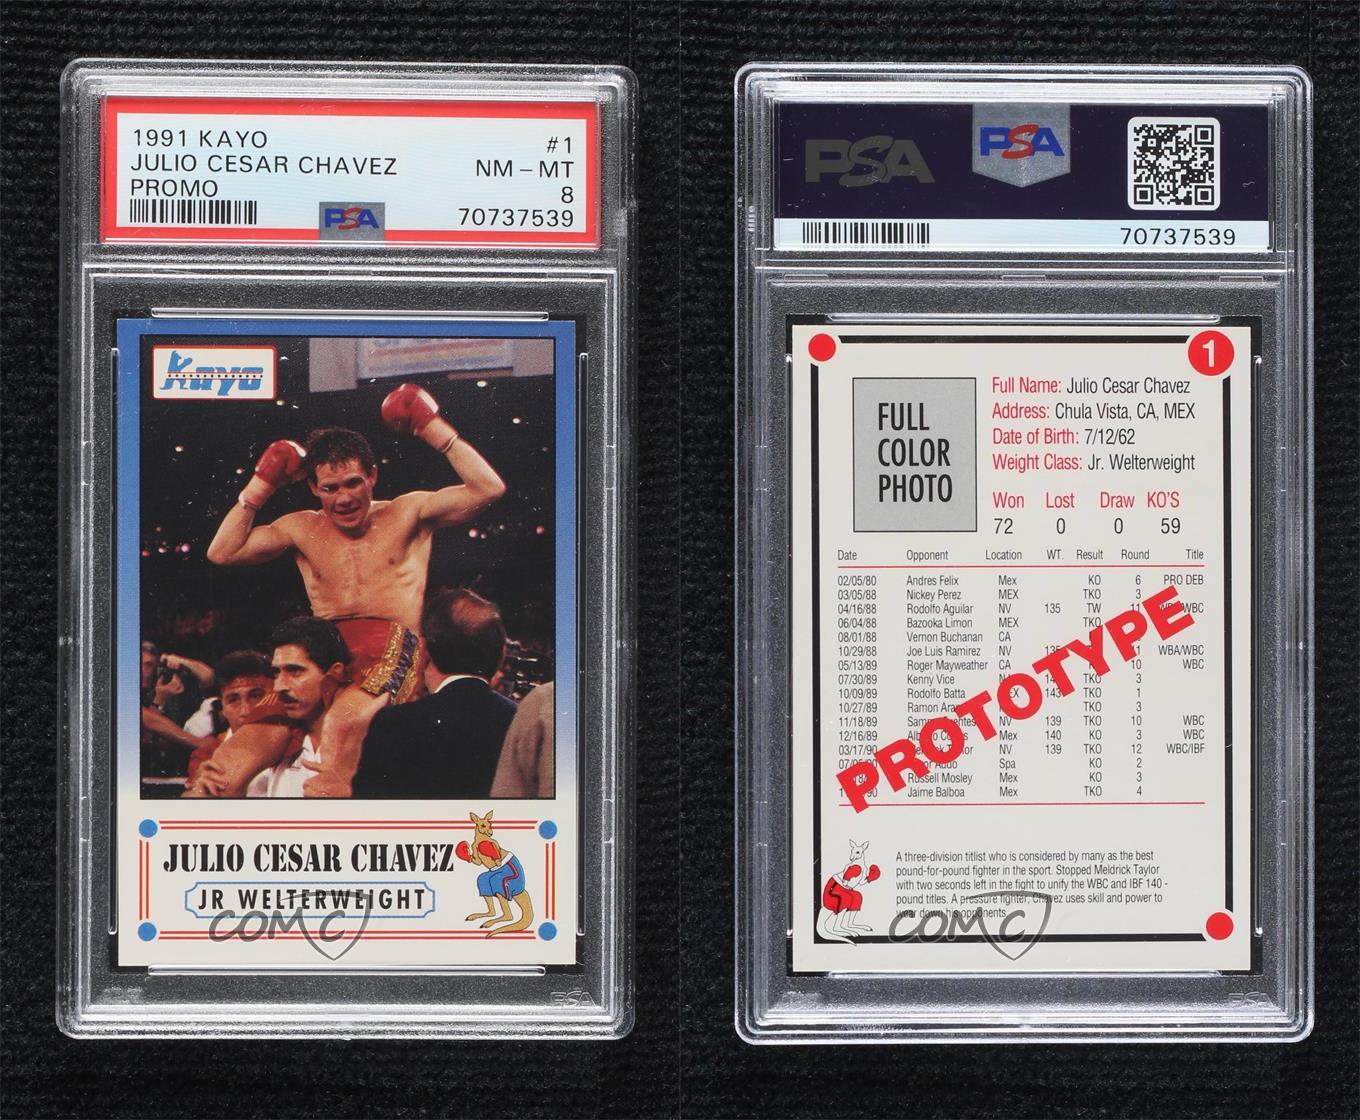 1991 KAYO #1
JULIO CESAR CHAVEZ NM - MT
PROMO 8
PSA 70737539
Kayo
JULIO CESAR CHAVEZ
JR WELTERWEIGHT
COMC
PSA
PSA PSA
70737539
1
FULL
COLOR
PHOTO
Full Name: Julio Cesar Chavez
Address: Chula Vista, CA, MEX
Date of Birth: 7/12/62
Weight Class: Jr. Welterweight
Won Lost Draw KO'S
72 0 0 59
Date Opponent Location WT. Result Round Title
02/05/80 Andres Felix Mex KO 6 PRO DEB
03/05/88 Nickey Perez MEX TKO 3
04/16/88 Rodolfo Aguilar NV 135 TW 11 WBC
06/04/88 Bazooka Limon MEX TKO
08/01/88 Vernon Buchanan CA
10/29/88 Joe Luis Ramirez NV 135 11 WBA/WBC
05/13/89 Roger Mayweather CA 10 WBC
07/30/89 Kenny Vice 3
10/09/89 Rodolfo Batta 143 1
10/27/89 Ramon 3
11/18/89 NV 139 TKO 10 WBC
12/16/89 Mex 140 KO 3 WBC
03/17/90 NV 139 TKO 12 WBC/IBF
Spa KO 2
Russell Mosley Mex KO 3
Jaime Balboa Mex TKO 4
PROTOTYPE
A three-division titlist who is considered by many as the best
pound-for-pound fighter in the sport. Stopped Meldrick Taylor
with two seconds left in the fight to unify the WBC and IBF 140 -
pound titles. A pressure fighter, Chavez uses skill and power to
wear down his opponents.
COMC
PSA